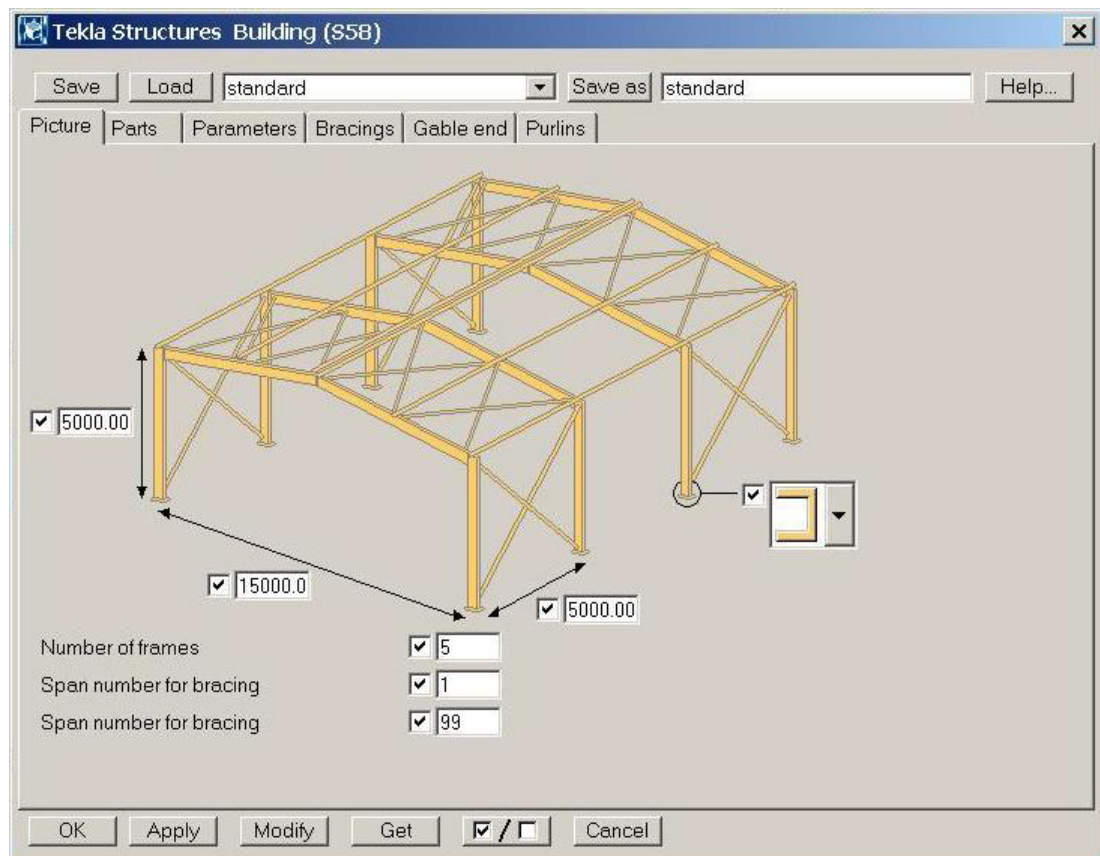 Tekla Structures Building (S58)
Save Load standard Save as standard Help...
Picture Parts Parameters Bracings Gable end Purlins
5000.00
15000.0
5000.00
Number of frames 5
Span number for bracing 1
Span number for bracing 99
OK Apply Modify Get / Cancel